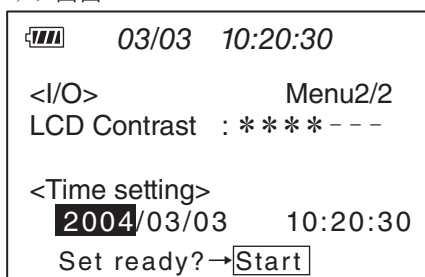 03/03 10:20:30
<I/O> Menu2/2
LCD Contrast : ****---
<Time setting>
2004/03/03 10:20:30
Set ready?→Start